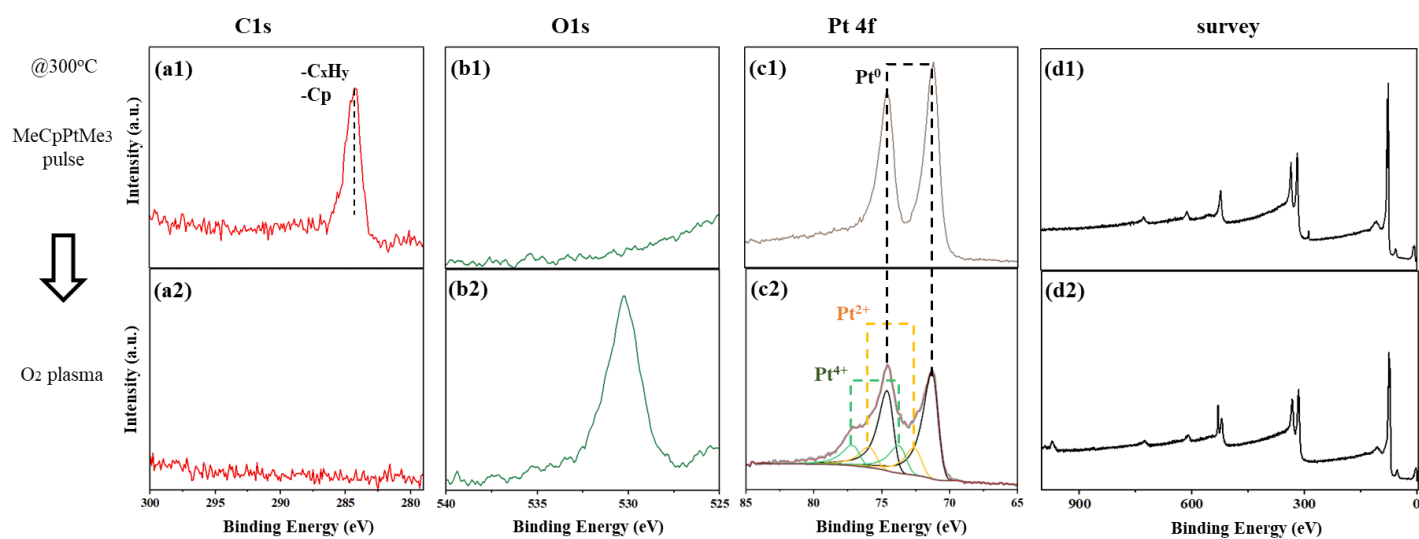 C1s
O1s
Pt 4f
survey
@300°C
MeCpPtMe3
pulse
O2 plasma
(a1)
-CxHy
-Cp
Intensity (a.u.)
(b1)
(c1)
Pt⁰
(d1)
(a2)
Intensity (a.u.)
300
295
290
285
280
Binding Energy (eV)
(b2)
540
535
530
525
Binding Energy (eV)
(c2)
Pt²⁺
Pt⁴⁺
85
80
75
70
65
Binding Energy (eV)
(d2)
900
600
300
0
Binding Energy (eV)